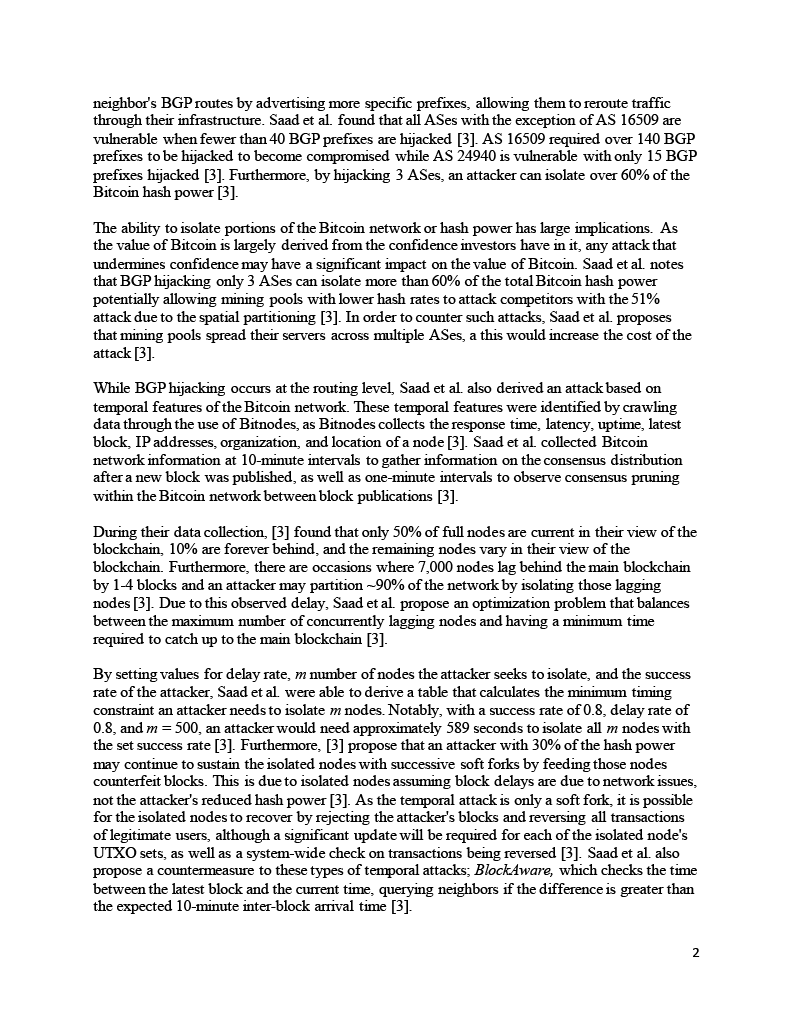 neighbor's BGP routes by advertising more specific prefixes, allowing them to reroute traffic
through their infrastructure. Saad et al. found that all ASes with the exception of AS 16509 are
vulnerable when fewer than 40 BGP prefixes are hijacked [3]. AS 16509 required over 140 BGP
prefixes to be hijacked to become compromised while AS 24940 is vulnerable with only 15 BGP
prefixes hijacked [3]. Furthermore, by hijacking 3 ASes, an attacker can isolate over 60% of the
Bitcoin hash power [3].
The ability to isolate portions of the Bitcoin network or hash power has large implications. As
the value of Bitcoin is largely derived from the confidence investors have in it, any attack that
undermines confidence may have a significant impact on the value of Bitcoin. Saad et al. notes
that BGP hijacking only 3 ASes can isolate more than 60% of the total Bitcoin hash power
potentially allowing mining pools with lower hash rates to attack competitors with the 51%
attack due to the spatial partitioning [3]. In order to counter such attacks, Saad et al. proposes
that mining pools spread their servers across multiple ASes, a this would increase the cost of the
attack [3].
While BGP hijacking occurs at the routing level, Saad et al. also derived an attack based on
temporal features of the Bitcoin network. These temporal features were identified by crawling
data through the use of Bitnodes, as Bitnodes collects the response time, latency, uptime, latest
block, IP addresses, organization, and location of a node [3]. Saad et al. collected Bitcoin
network information at 10-minute intervals to gather information on the consensus distribution
after a new block was published, as well as one-minute intervals to observe consensus pruning
within the Bitcoin network between block publications [3].
During their data collection, [3] found that only 50% of full nodes are current in their view of the
blockchain, 10% are forever behind, and the remaining nodes vary in their view of the
blockchain. Furthermore, there are occasions where 7,000 nodes lag behind the main blockchain
by 1-4 blocks and an attacker may partition ~90% of the network by isolating those lagging
nodes [3]. Due to this observed delay, Saad et al. propose an optimization problem that balances
between the maximum number of concurrently lagging nodes and having a minimum time
required to catch up to the main blockchain [3].
By setting values for delay rate, m number of nodes the attacker seeks to isolate, and the success
rate of the attacker, Saad et al. were able to derive a table that calculates the minimum timing
constraint an attacker needs to isolate m nodes. Notably, with a success rate of 0.8, delay rate of
0.8, and m = 500, an attacker would need approximately 589 seconds to isolate all m nodes with
the set success rate [3]. Furthermore, [3] propose that an attacker with 30% of the hash power
may continue to sustain the isolated nodes with successive soft forks by feeding those nodes
counterfeit blocks. This is due to isolated nodes assuming block delays are due to network issues,
not the attacker's reduced hash power [3]. As the temporal attack is only a soft fork, it is possible
for the isolated nodes to recover by rejecting the attacker's blocks and reversing all transactions
of legitimate users, although a significant update will be required for each of the isolated node's
UTXO sets, as well as a system-wide check on transactions being reversed [3]. Saad et al. also
propose a countermeasure to these types of temporal attacks; BlockAware, which checks the time
between the latest block and the current time, querying neighbors if the difference is greater than
the expected 10-minute inter-block arrival time [3].
2